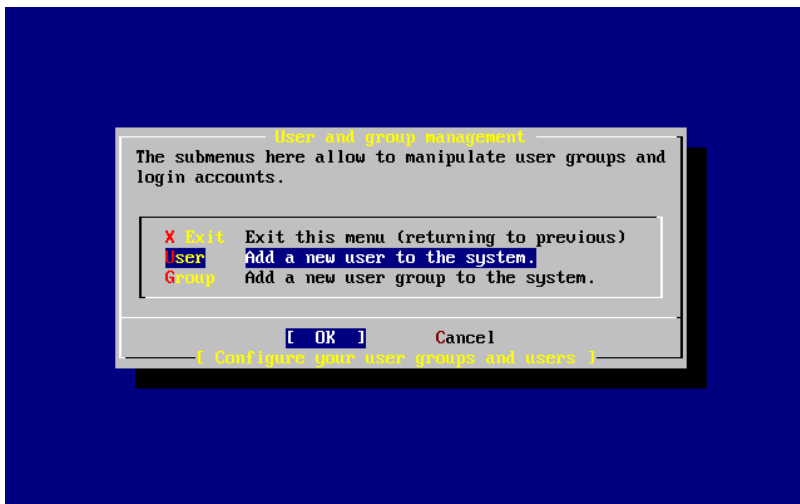 User and group management
The submenus here allow to manipulate user groups and
login accounts.
X Exit Exit this menu (returning to previous)
User Add a new user to the system.
Group Add a new user group to the system.
[ OK ] Cancel
[ Configure your user groups and users ]